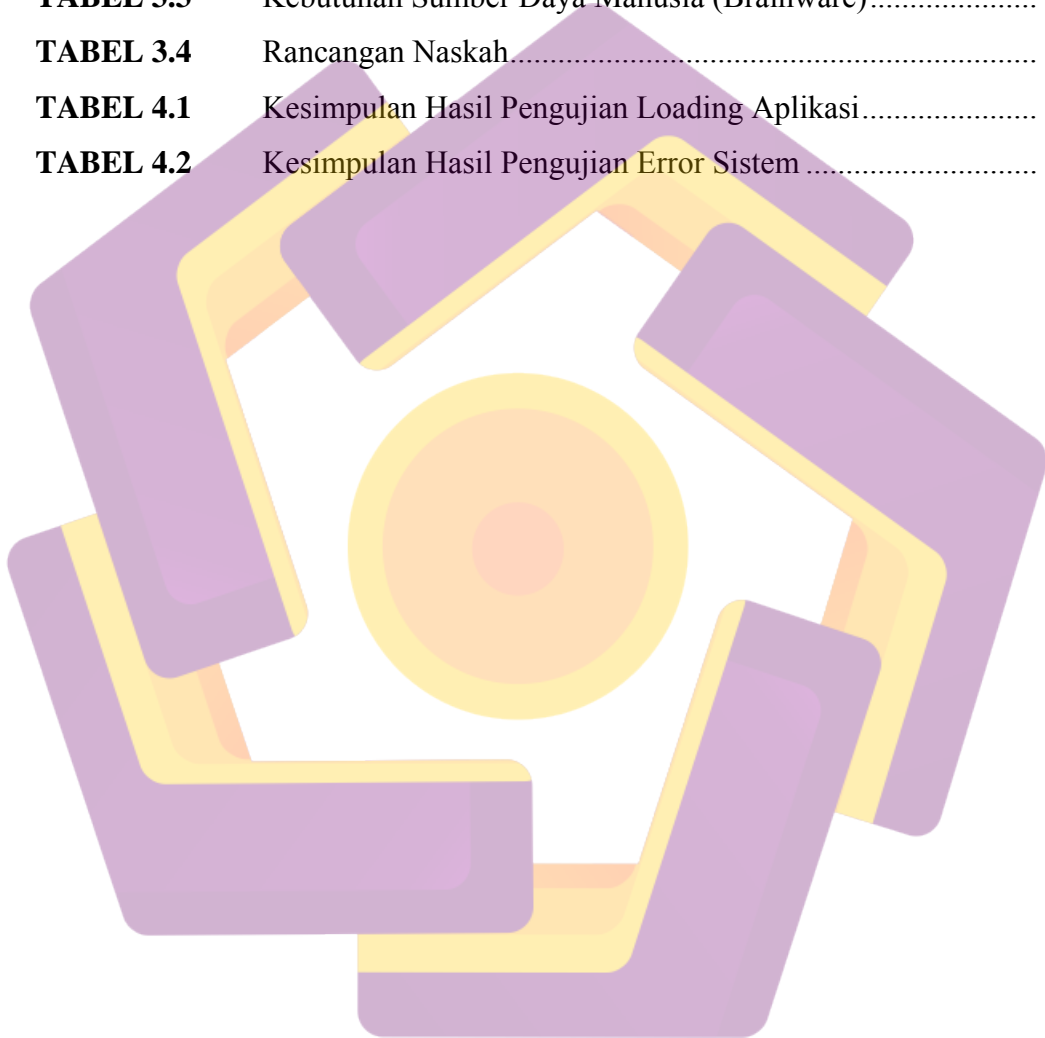 TABEL 3.3 Kebutuhan Sumber Daya Manusia (Brainware)......................
TABEL 3.4 Rancangan Naskah.....................................................................
TABEL 4.1 Kesimpulan Hasil Pengujian Loading Aplikasi.......................
TABEL 4.2 Kesimpulan Hasil Pengujian Error Sistem ..............................